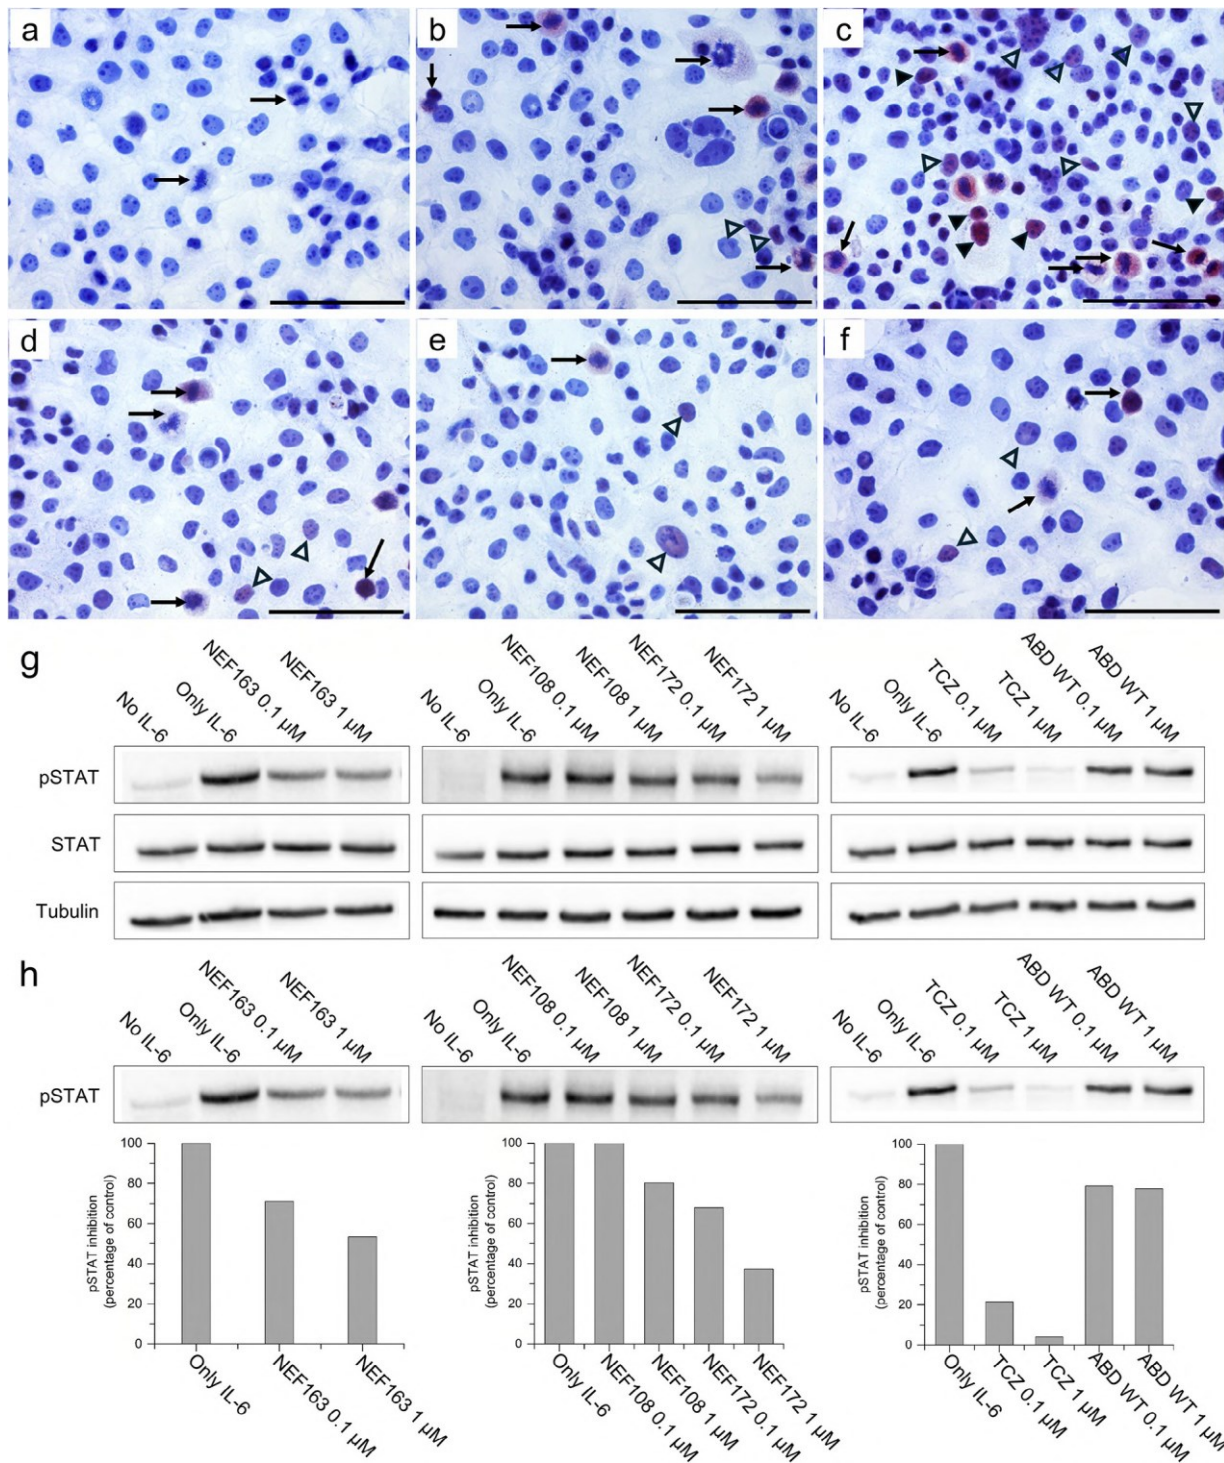 a
b
c
d
e
f
g
No IL-6
Only IL-6
NEF163 0.1 µM
NEF163 1 µM
No IL-6
Only IL-6
NEF108 0.1 µM
NEF108 1 µM
NEF172 0.1 µM
NEF172 1 µM
No IL-6
Only IL-6
TCZ 0.1 µM
TCZ 1 µM
ABD WT 0.1 µM
ABD WT 1 µM
pSTAT
STAT
Tubulin
h
No IL-6
Only IL-6
NEF163 0.1 µM
NEF163 1 µM
No IL-6
Only IL-6
NEF108 0.1 µM
NEF108 1 µM
NEF172 0.1 µM
NEF172 1 µM
No IL-6
Only IL-6
TCZ 0.1 µM
TCZ 1 µM
ABD WT 0.1 µM
ABD WT 1 µM
pSTAT
pSTAT inhibition
(percentage of control)
100
80
60
40
20
0
Only IL-6
NEF163 0.1 µM
NEF163 1 µM
pSTAT inhibition
(percentage of control)
100
80
60
40
20
0
Only IL-6
NEF108 0.1 µM
NEF108 1 µM
NEF172 0.1 µM
NEF172 1 µM
pSTAT inhibition
(percentage of control)
100
80
60
40
20
0
Only IL-6
TCZ 0.1 µM
TCZ 1 µM
ABD WT 0.1 µM
ABD WT 1 µM